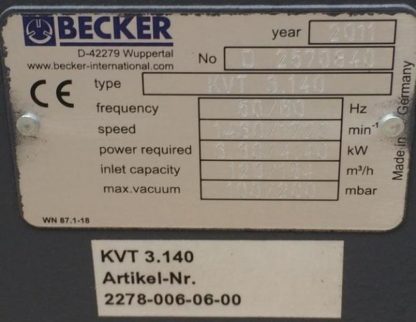 BECKER
D-42279 Wuppertal
www.becker-international.com
year 2011
No
type KVT 3.140
frequency 50/60 Hz
speed min-1
power required kW
inlet capacity m³/h
max.vacuum mbar
WN 87.1-18
Made in Germany
KVT 3.140
Artikel-Nr.
2278-006-06-00